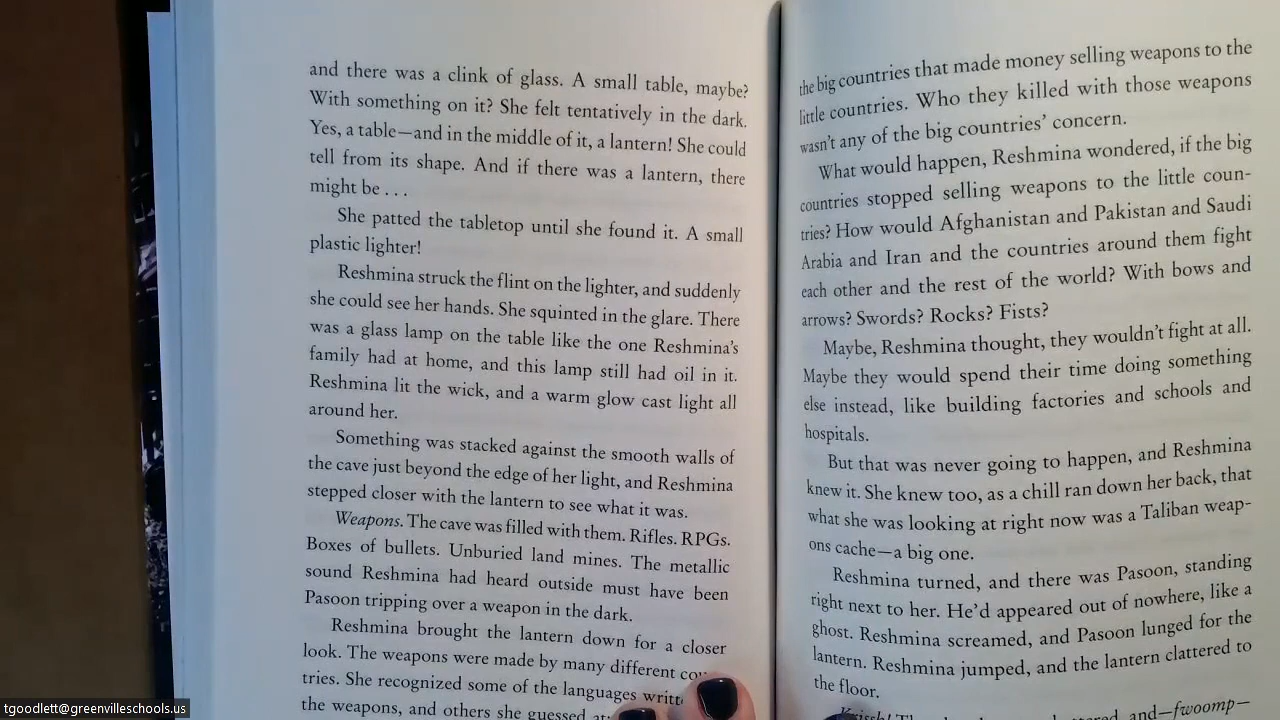 and there was a clink of glass. A small table, maybe?
With something on it? She felt tentatively in the dark.
Yes, a table—and in the middle of it, a lantern! She could
tell from its shape. And if there was a lantern, there
might be . . .
She patted the tabletop until she found it. A small
plastic lighter!
Reshmina struck the flint on the lighter, and suddenly
she could see her hands. She squinted in the glare. There
was a glass lamp on the table like the one Reshmina's
family had at home, and this lamp still had oil in it.
Reshmina lit the wick, and a warm glow cast light all
around her.
Something was stacked against the smooth walls of
the cave just beyond the edge of her light, and Reshmina
stepped closer with the lantern to see what it was.
Weapons. The cave was filled with them. Rifles. RPGs.
Boxes of bullets. Unburied land mines. The metallic
sound Reshmina had heard outside must have been
Pasoon tripping over a weapon in the dark.
Reshmina brought the lantern down for a closer
look. The weapons were made by many different
tries. She recognized some of the languages
the weapons, and others she guessed
the big countries that made money selling weapons to the
little countries. Who they killed with those weapons
wasn't any of the big countries' concern.
What would happen, Reshmina wondered, if the big
countries stopped selling weapons to the little coun-
tries? How would Afghanistan and Pakistan and Saudi
Arabia and Iran and the countries around them fight
each other and the rest of the world? With bows and
arrows? Swords? Rocks? Fists?
Maybe, Reshmina thought, they wouldn't fight at all.
Maybe they would spend their time doing something
else instead, like building factories and schools and
hospitals.
But that was never going to happen, and Reshmina
knew it. She knew too, as a chill ran down her back, that
what she was looking at right now was a Taliban weap-
ons cache—a big one.
Reshmina turned, and there was Pasoon, standing
right next to her. He'd appeared out of nowhere, like a
ghost. Reshmina screamed, and Pasoon lunged for the
lantern. Reshmina jumped, and the lantern clattered to
the floor.
and—fwoomp—
tgoodlett@greenvilleschools.us